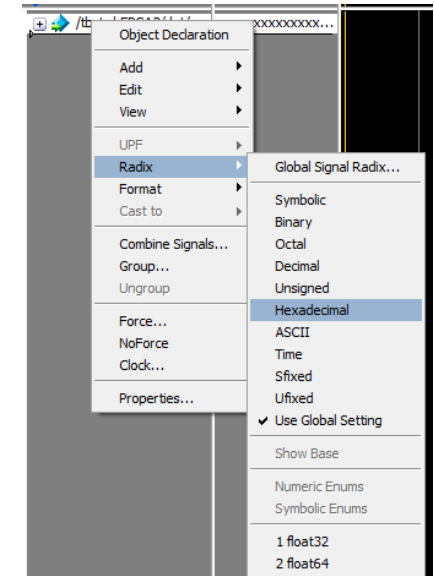 xxxxxxxxxx...
Object Declaration
Add
Edit
View
UPF
Radix
Format
Cast to
Combine Signals...
Group...
Ungroup
Force...
NoForce
Clock...
Properties...
Global Signal Radix...
Symbolic
Binary
Octal
Decimal
Unsigned
Hexadecimal
ASCII
Time
Sfixed
Ufixed
Use Global Setting
Show Base
Numeric Enums
Symbolic Enums
1 float32
2 float64